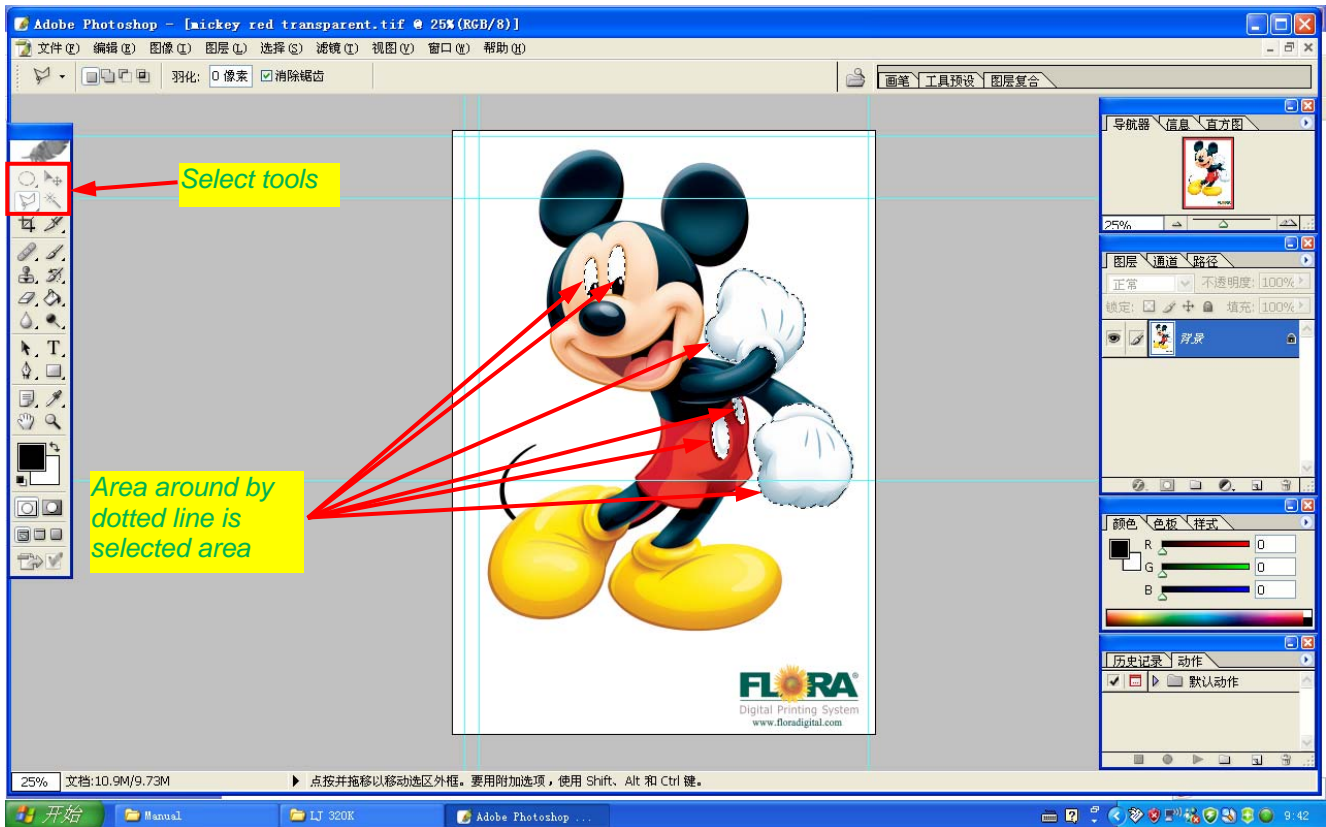 Adobe Photoshop - [mickey red transparent.tif @ 25%(RGB/8)]
文件(F) 编辑(E) 图像(I) 图层(L) 选择(S) 滤镜(T) 视图(V) 窗口(W) 帮助(H)
羽化: 0 像素 消除锯齿
画笔 工具预设 图层复合
Select tools
Area around by
dotted line is
selected area
T
FLORA®
Digital Printing System
www.floradigital.com
导航器 信息 直方图
25%
图层 通道 路径
正常 不透明度: 100%
锁定: 填充: 100%
背景
颜色 色板 样式
R 0
G 0
B 0
历史记录 动作
默认动作
25% 文档:10.9M/9.73M 点按并拖移以移动选区外框。要用附加选项，使用 Shift、Alt 和 Ctrl 键。
开始 Manual LJ 320K Adobe Photoshop ... 9:42